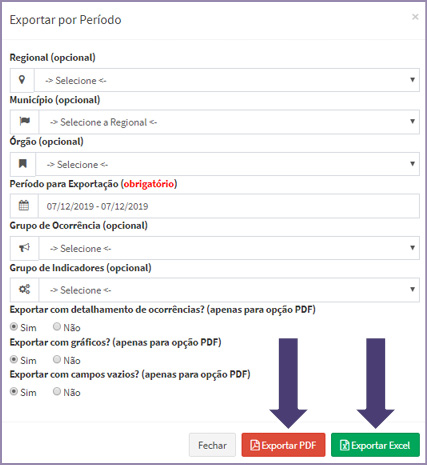 Exportar por Período
×
Regional (opcional)
-> Selecione <-
Município (opcional)
-> Selecione a Regional <-
Órgão (opcional)
-> Selecione <-
Período para Exportação (obrigatório)
07/12/2019 - 07/12/2019
Grupo de Ocorrência (opcional)
-> Selecione <-
Grupo de Indicadores (opcional)
-> Selecione <-
Exportar com detalhamento de ocorrências? (apenas para opção PDF)
Sim Não
Exportar com gráficos? (apenas para opção PDF)
Sim Não
Exportar com campos vazios? (apenas para opção PDF)
Sim Não
Fechar Exportar PDF Exportar Excel